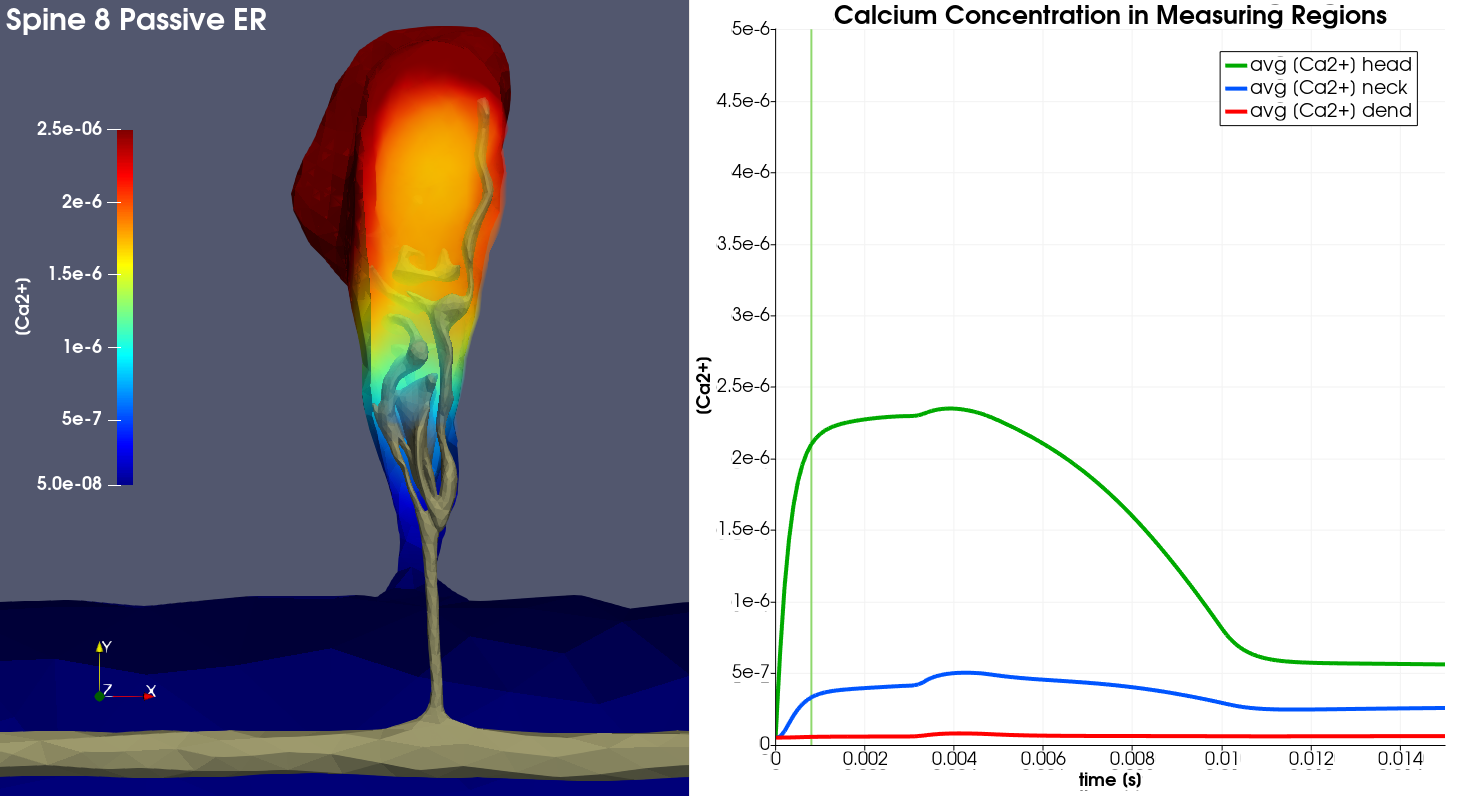 Spine 8 Passive ER
2.5e-06
2e-6
1.5e-6
1e-6
5e-7
5.0e-08
(Ca2+)
Y
Z
X
Calcium Concentration in Measuring Regions
avg (Ca2+) head
avg (Ca2+) neck
avg (Ca2+) dend
5e-6
4.5e-6
4e-6
3.5e-6
3e-6
2.5e-6
2e-6
1.5e-6
1e-6
5e-7
0
(Ca2+)
0 0.002 0.004 0.006 0.008 0.01 0.012 0.014
time (s)